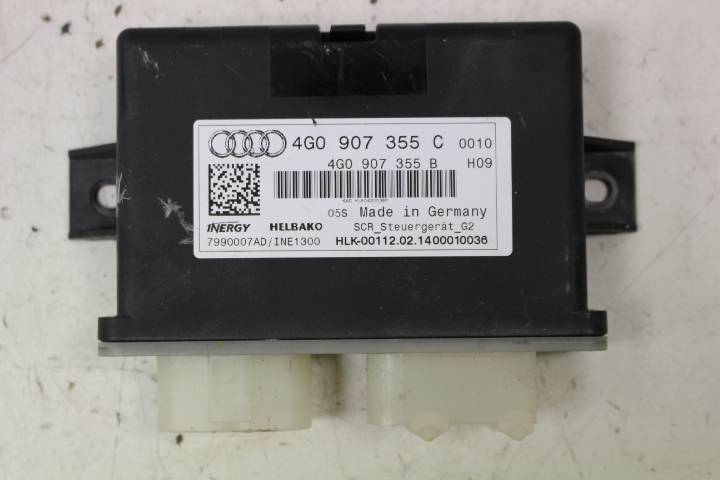 4G0 907 355 C 0010
4G0 907 355 B H09
05S Made in Germany
INERGY HELBAKO SCR_Steuergerät_G2
7990007AD/INE1300 HLK-00112.02.1400010036